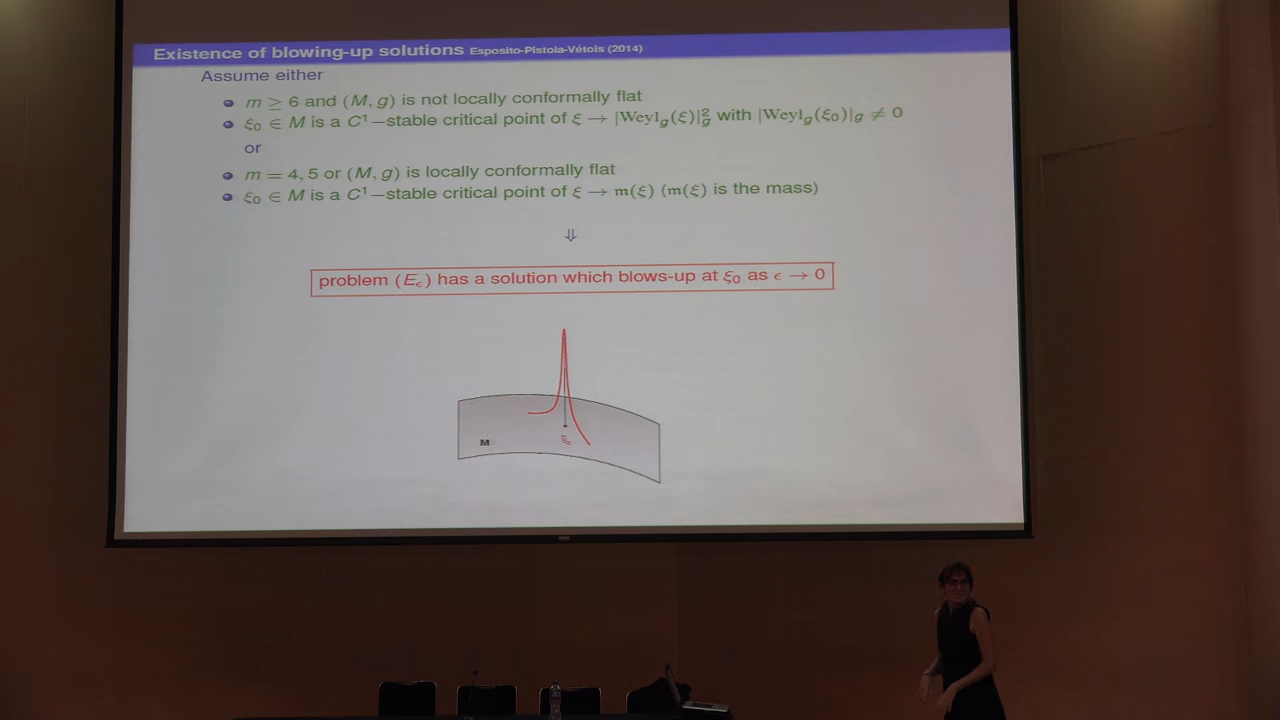 Existence of blowing-up solutions Esposito-Pistoia-Vétois (2014)
Assume either
m ≥ 6 and (M, g) is not locally conformally flat
ξ₀ ∈ M is a C¹−stable critical point of ξ → |Weyl_g(ξ)|²_g with |Weyl_g(ξ₀)|_g ≠ 0
or
m = 4, 5 or (M, g) is locally conformally flat
ξ₀ ∈ M is a C¹−stable critical point of ξ → m(ξ) (m(ξ) is the mass)
⇓
problem (E_ϵ) has a solution which blows-up at ξ₀ as ϵ → 0
M
ξ₀